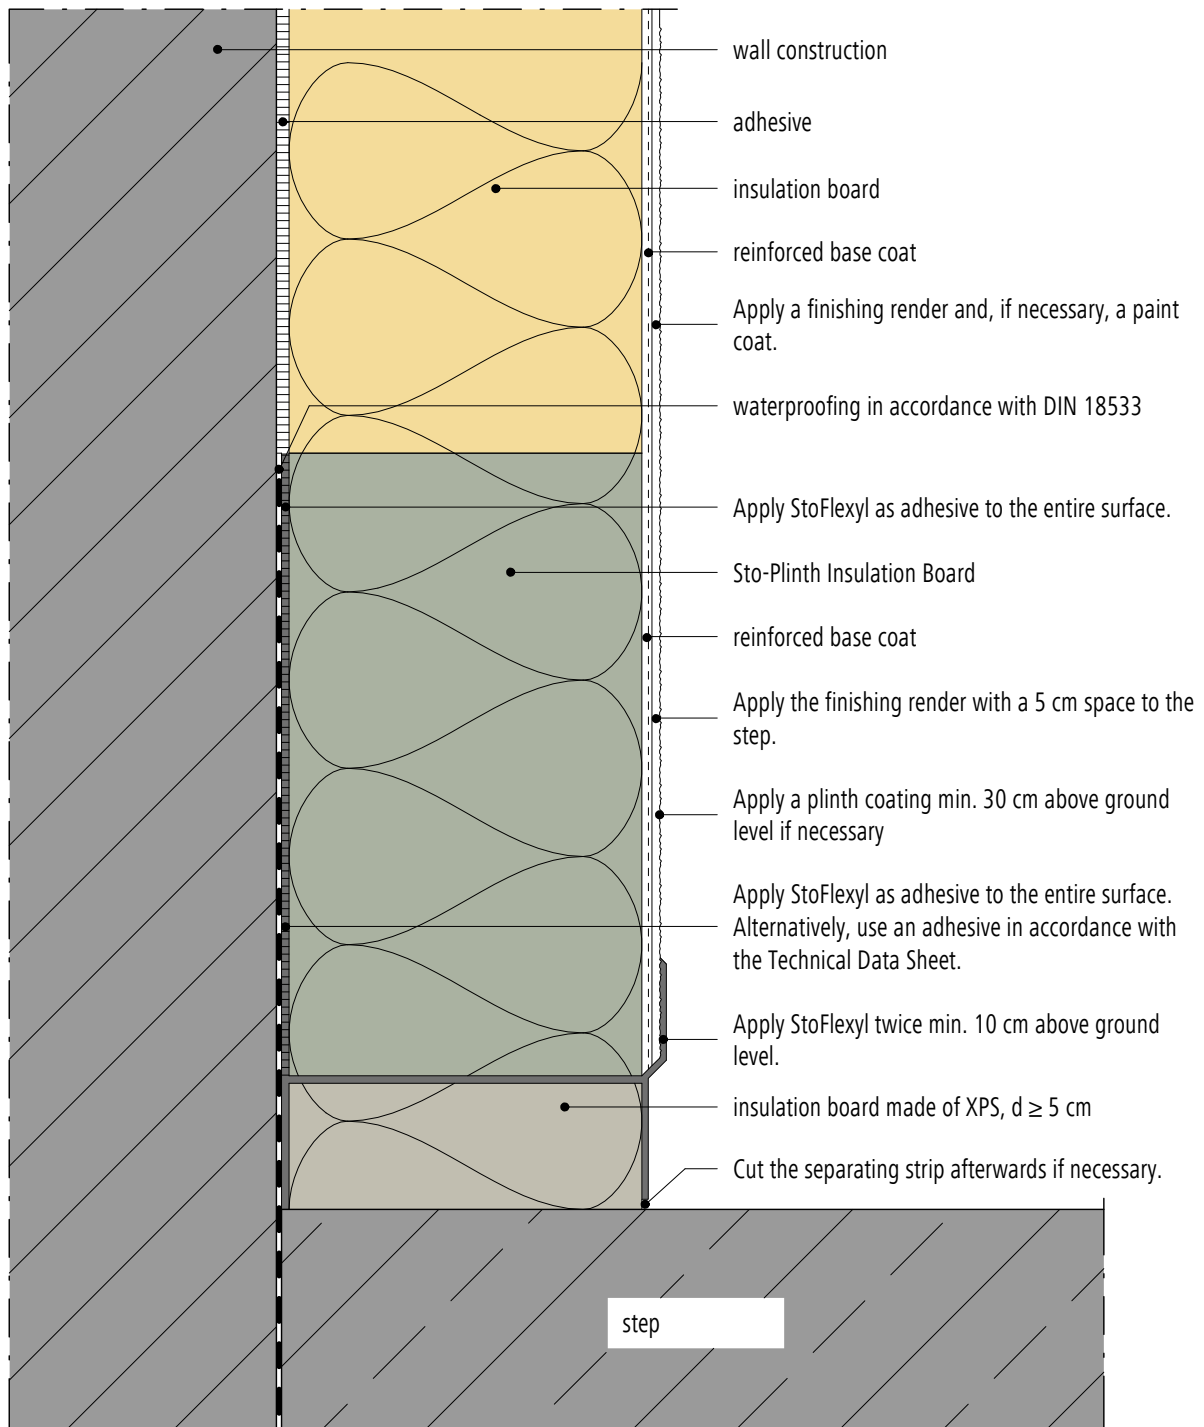 wall construction
adhesive
insulation board
reinforced base coat
Apply a finishing render and, if necessary, a paint
coat.
waterproofing in accordance with DIN 18533
Apply StoFlexyl as adhesive to the entire surface.
Sto-Plinth Insulation Board
reinforced base coat
Apply the finishing render with a 5 cm space to the
step.
Apply a plinth coating min. 30 cm above ground
level if necessary
Apply StoFlexyl as adhesive to the entire surface.
Alternatively, use an adhesive in accordance with
the Technical Data Sheet.
Apply StoFlexyl twice min. 10 cm above ground
level.
insulation board made of XPS, d ≥ 5 cm
Cut the separating strip afterwards if necessary.
step